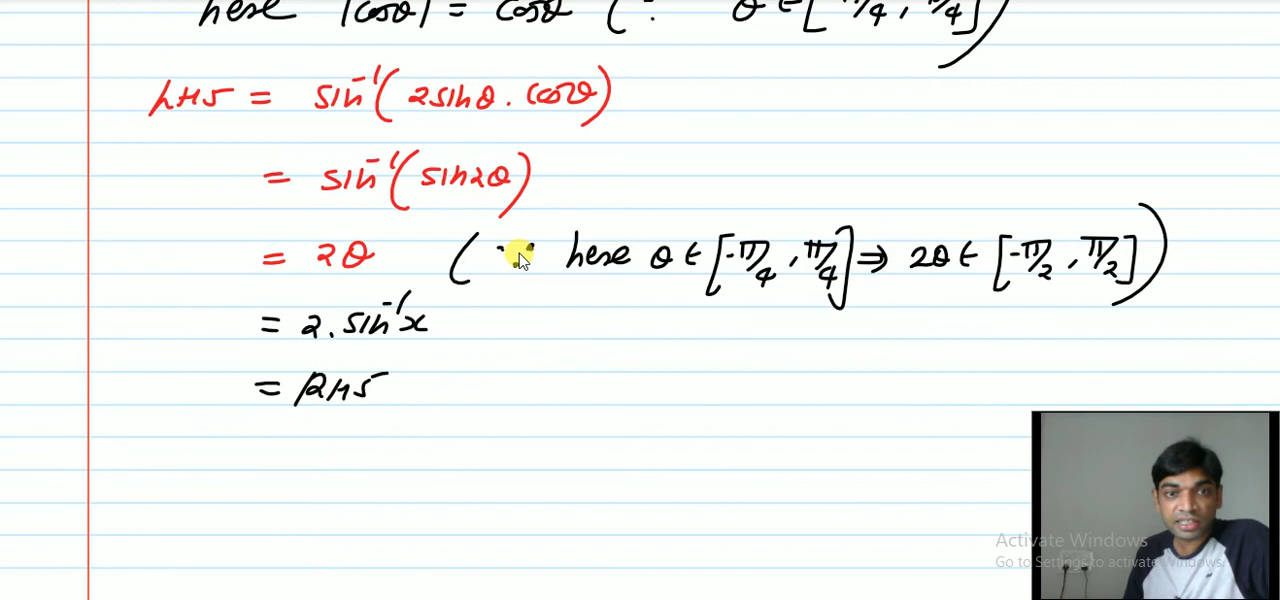 here |cosθ| = cosθ (∵ θ ∈ [-π/4, π/4])
LHS = sin⁻¹(2sinθ.cosθ)
= sin⁻¹(sin2θ)
= 2θ (∵ here θ ∈ [-π/4, π/4] ⇒ 2θ ∈ [-π/2, π/2])
= 2.sin⁻¹x
= RHS
Activate Windows
Go to Settings to activate Windows.